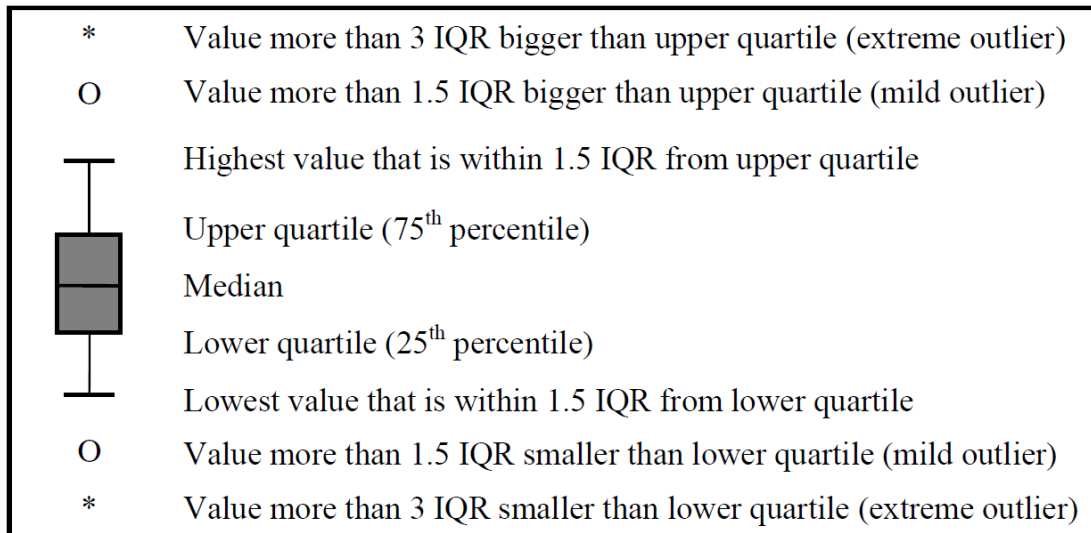 * Value more than 3 IQR bigger than upper quartile (extreme outlier)
O Value more than 1.5 IQR bigger than upper quartile (mild outlier)
Highest value that is within 1.5 IQR from upper quartile
Upper quartile (75th percentile)
Median
Lower quartile (25th percentile)
Lowest value that is within 1.5 IQR from lower quartile
O Value more than 1.5 IQR smaller than lower quartile (mild outlier)
* Value more than 3 IQR smaller than lower quartile (extreme outlier)